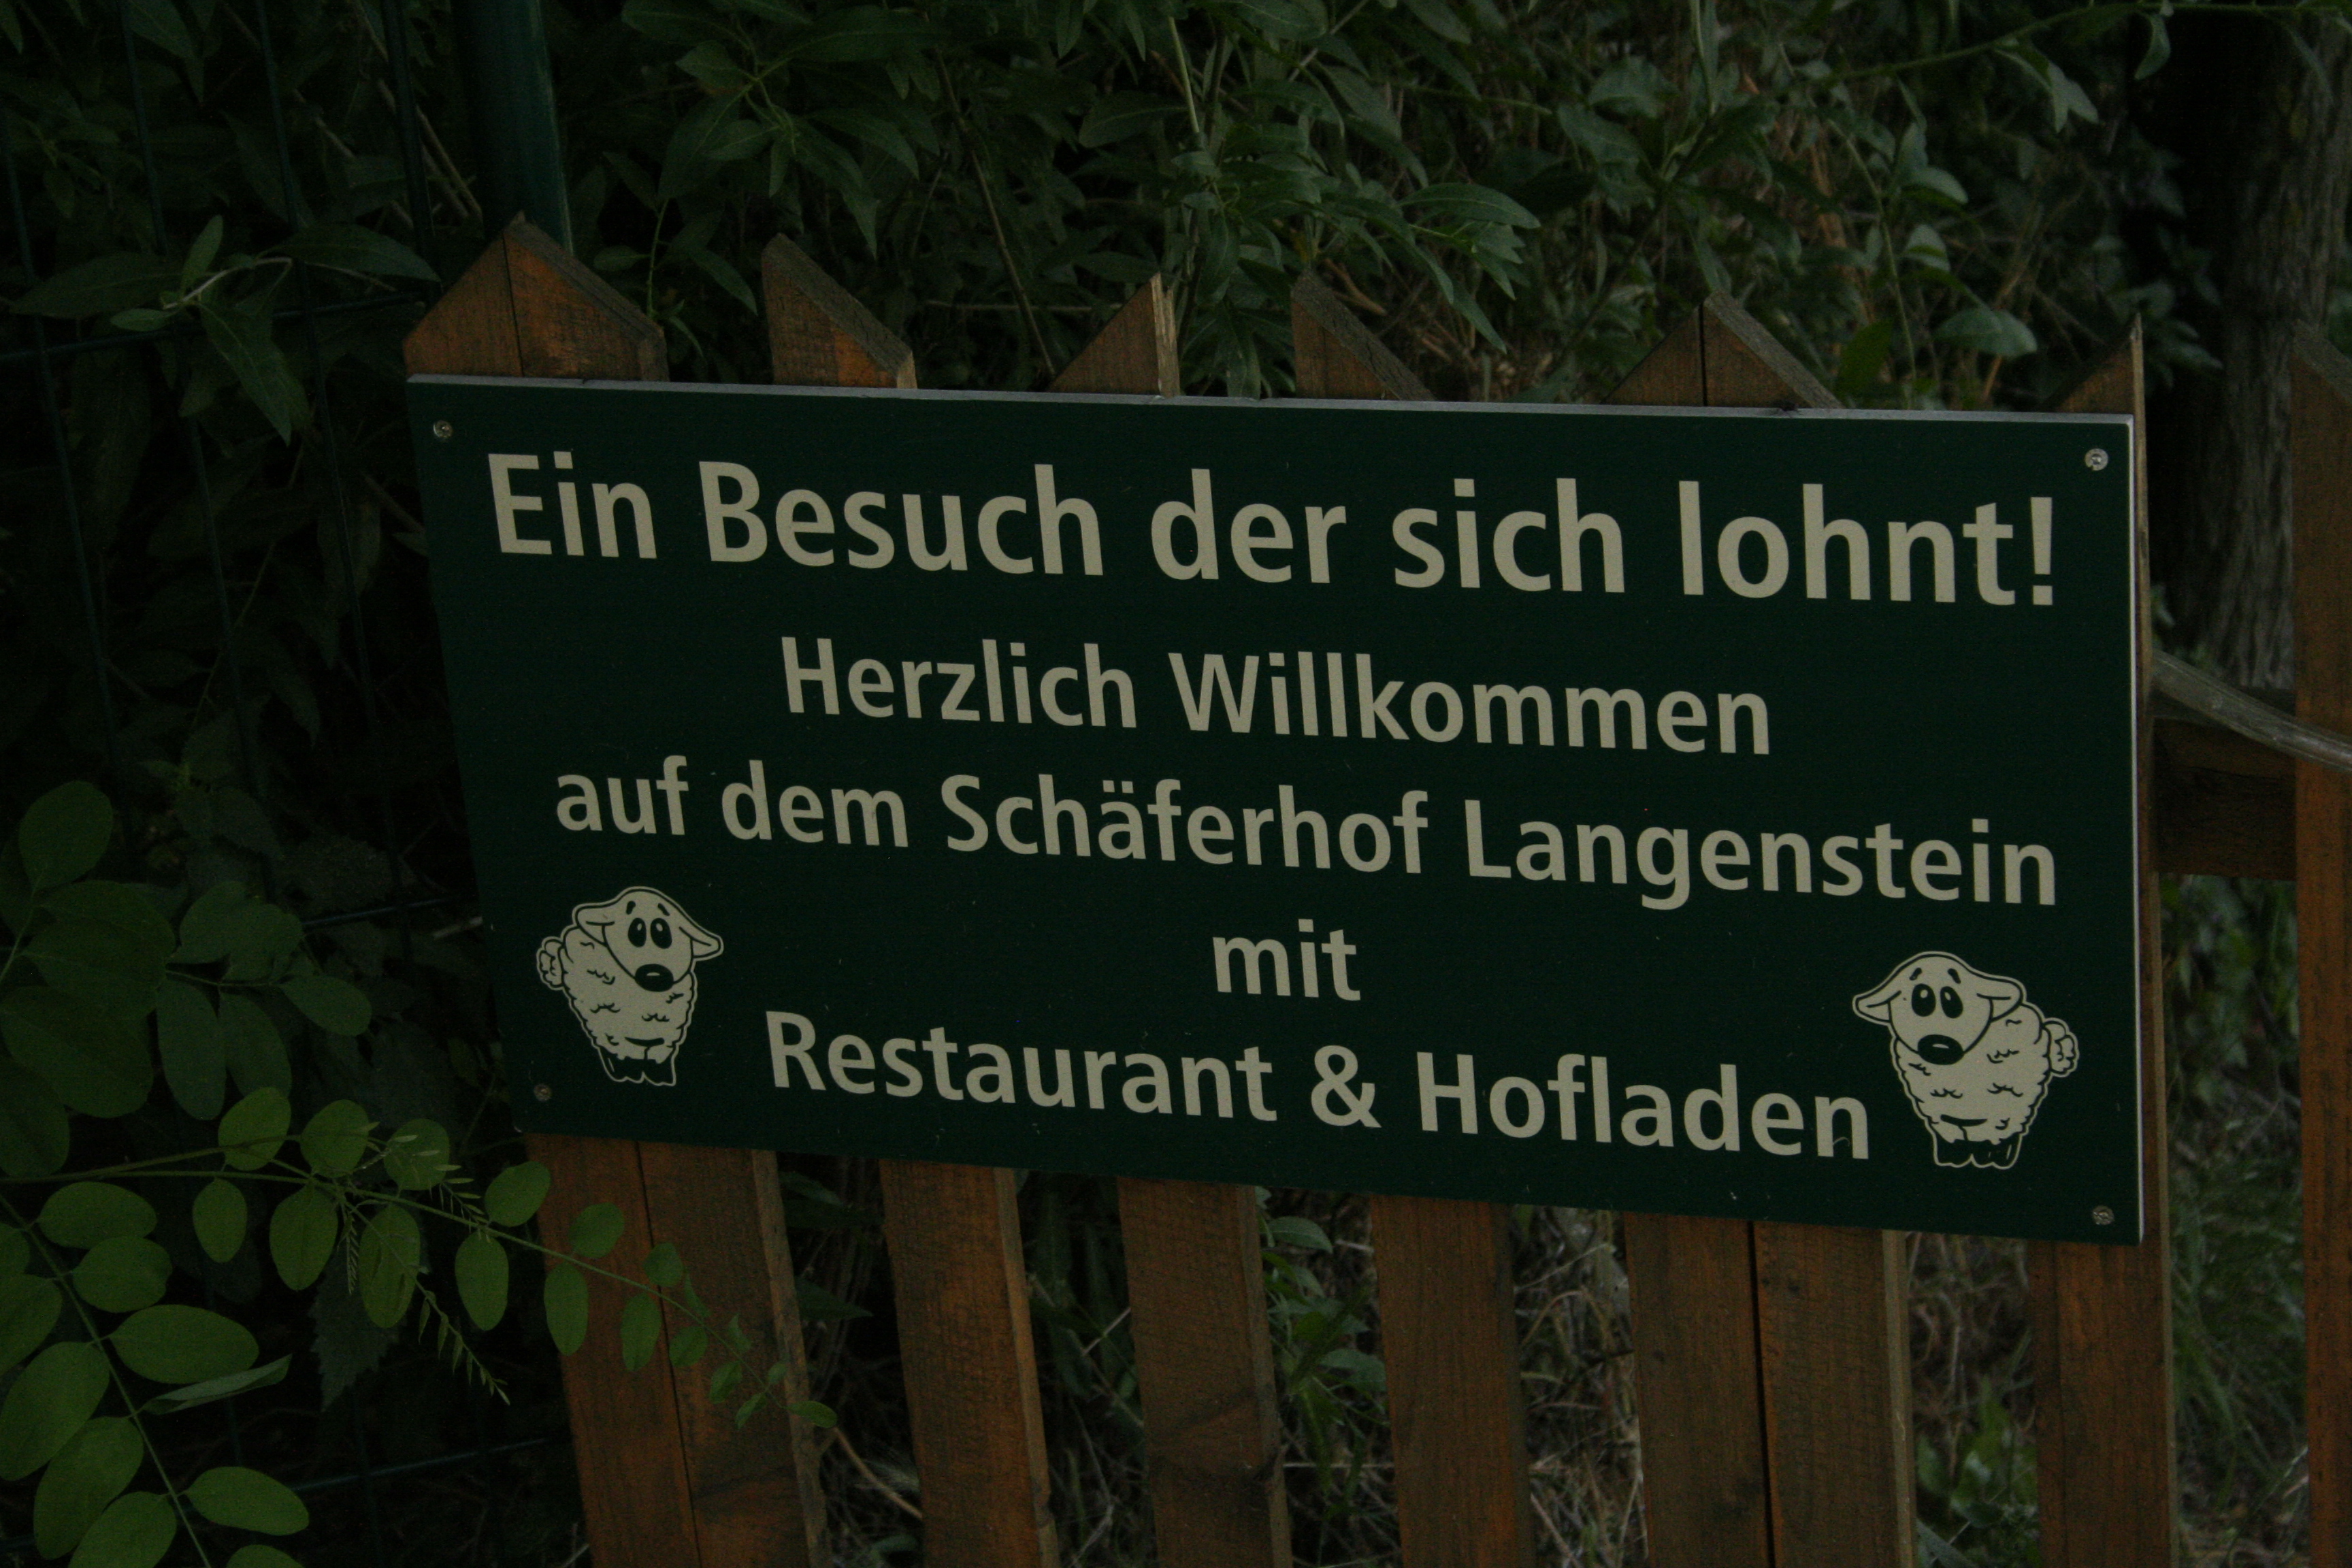 Ein Besuch der sich lohnt!
Herzlich Willkommen
auf dem Schäferhof Langenstein
mit
Restaurant & Hofladen